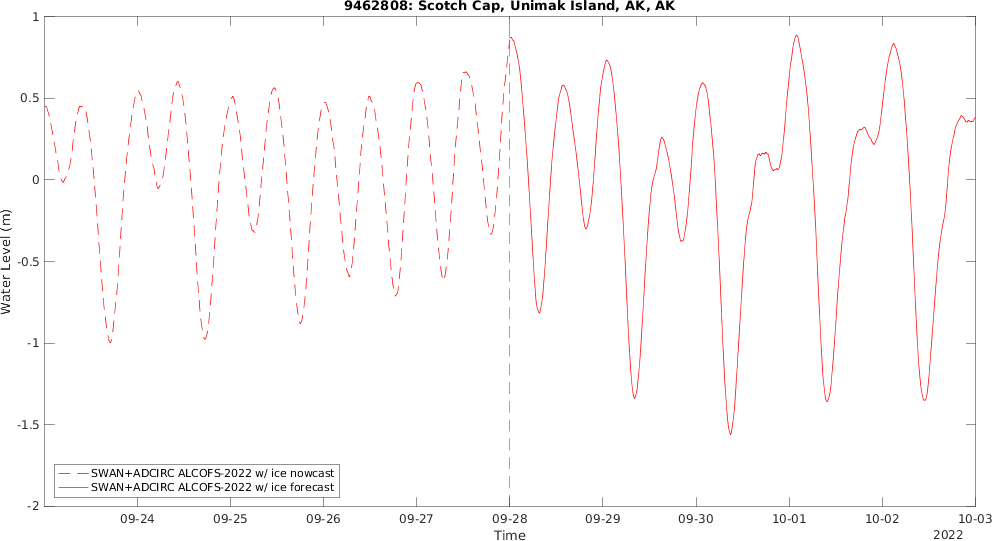 9462808: Scotch Cap, Unimak Island, AK, AK
1
0.5
0
-0.5
-1
-1.5
-2
Water Level (m)
SWAN+ADCIRC ALCOFS-2022 w/ ice nowcast
SWAN+ADCIRC ALCOFS-2022 w/ ice forecast
09-24 09-25 09-26 09-27 09-28 09-29 09-30 10-01 10-02 10-03
Time
2022